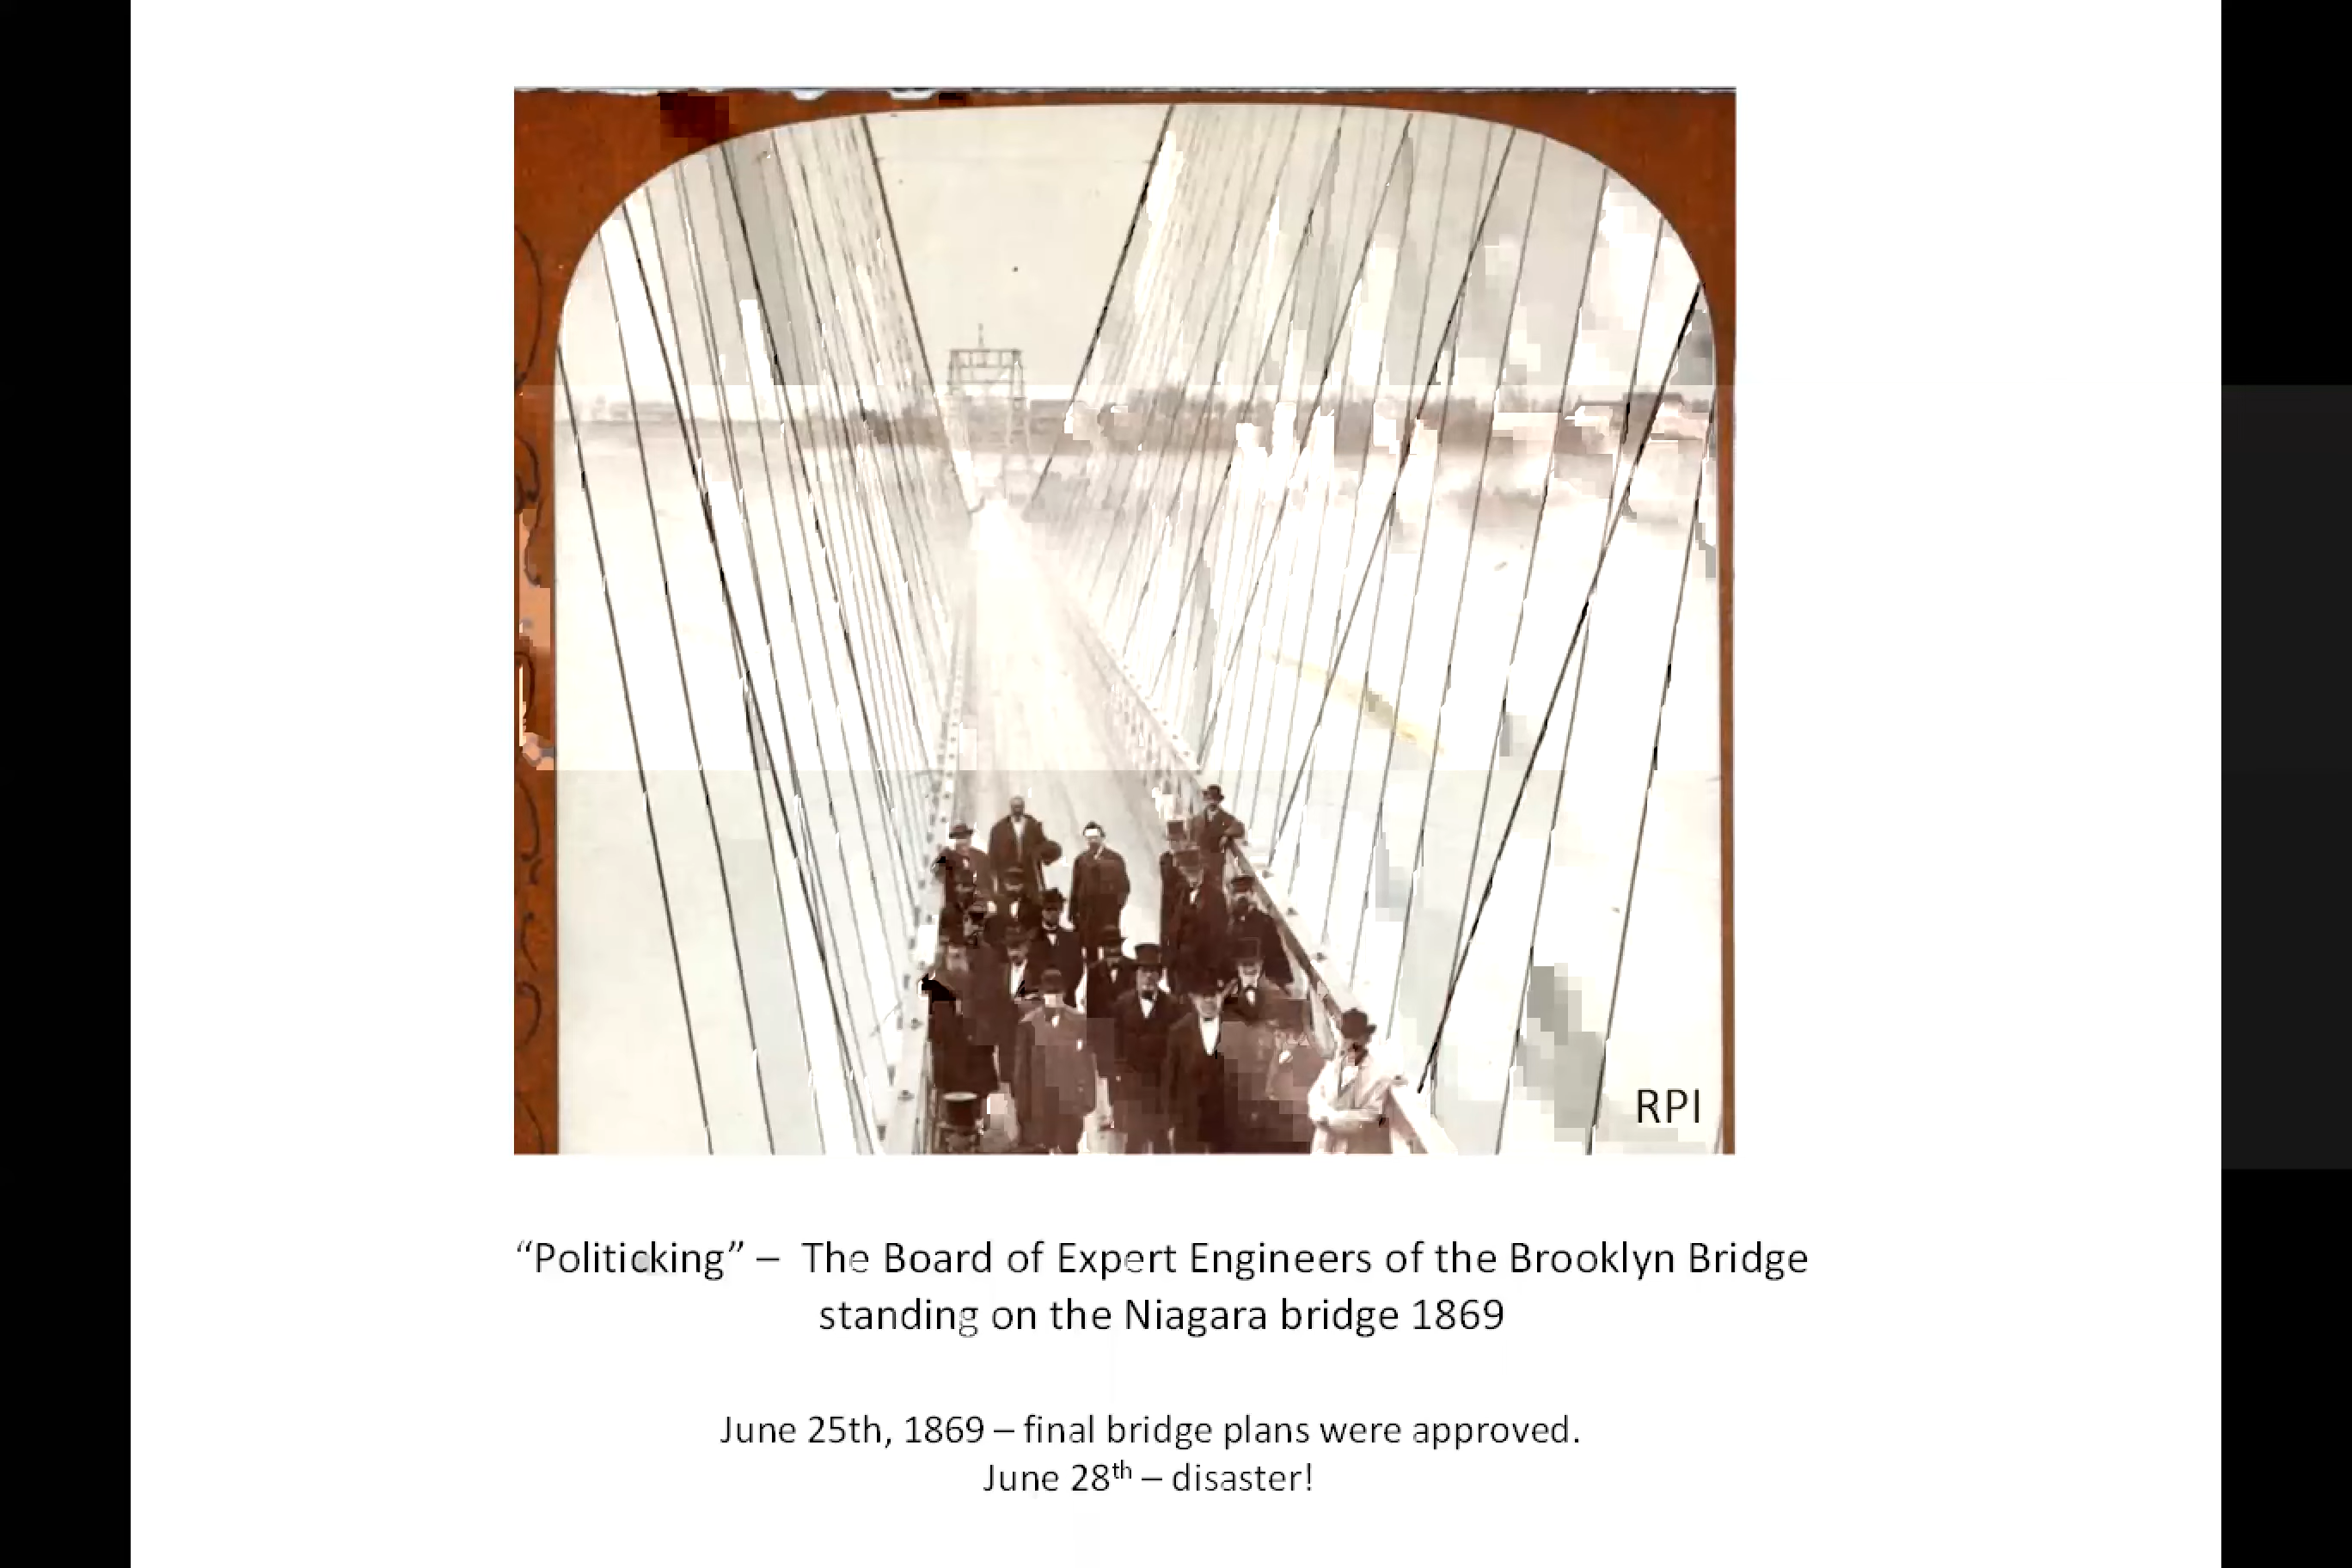 RPI
“Politicking” – The Board of Expert Engineers of the Brooklyn Bridge
standing on the Niagara bridge 1869
June 25th, 1869 – final bridge plans were approved.
June 28th – disaster!